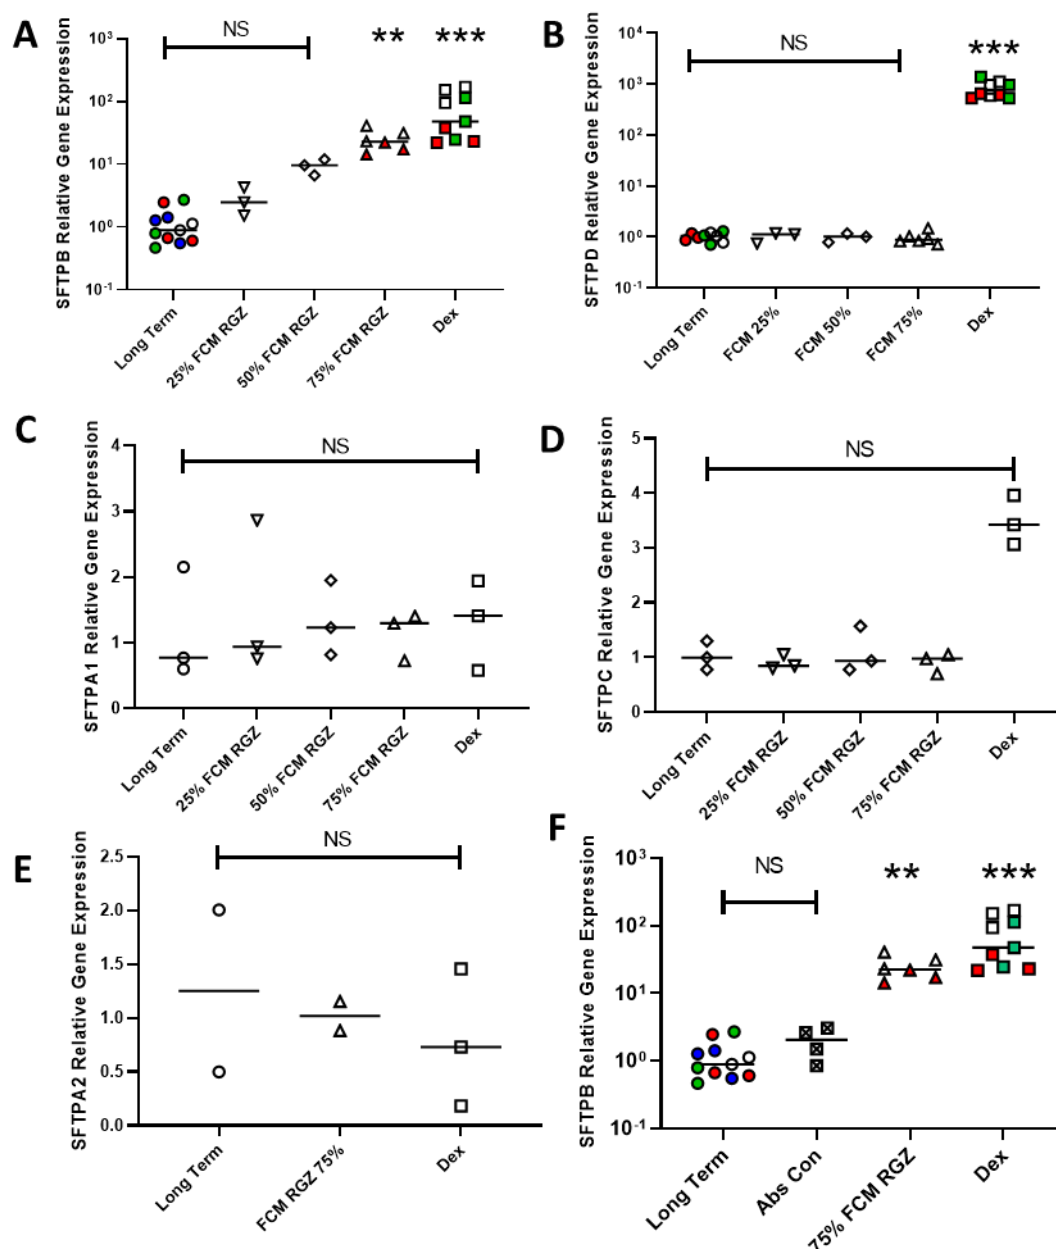 A
SFTPB Relative Gene Expression
10³
10²
10¹
10⁰
10⁻¹
NS
**
***
Long Term
25% FCM RGZ
50% FCM RGZ
75% FCM RGZ
Dex
B
SFTPD Relative Gene Expression
10⁴
10³
10²
10¹
10⁰
10⁻¹
NS
***
Long Term
FCM 25%
FCM 50%
FCM 75%
Dex
C
SFTPA1 Relative Gene Expression
4
3
2
1
0
NS
Long Term
25% FCM RGZ
50% FCM RGZ
75% FCM RGZ
Dex
D
SFTPC Relative Gene Expression
5
4
3
2
1
0
NS
Long Term
25% FCM RGZ
50% FCM RGZ
75% FCM RGZ
Dex
E
SFTPA2 Relative Gene Expression
2.5
2.0
1.5
1.0
0.5
0.0
NS
Long Term
FCM RGZ 75%
Dex
F
SFTPB Relative Gene Expression
10³
10²
10¹
10⁰
10⁻¹
NS
**
***
Long Term
Abs Con
75% FCM RGZ
Dex